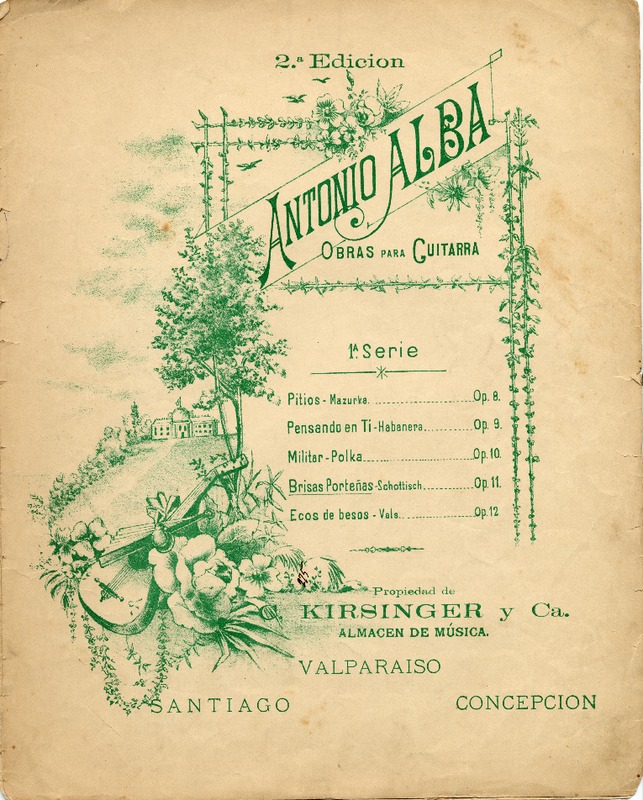 2.ª Edicion
ANTONIO ALBA
OBRAS PARA GUITARRA
1ª Serie
Pitios - Mazurka. Op. 8.
Pensando en Ti - Habanera. Op. 9.
Militar - Polka Op. 10.
Brisas Porteñas - Schottisch. Op. 11.
Ecos de besos - Vals. Op. 12
Propiedad de
C. KIRSINGER y Ca.
ALMACEN DE MÚSICA.
VALPARAISO
SANTIAGO CONCEPCION